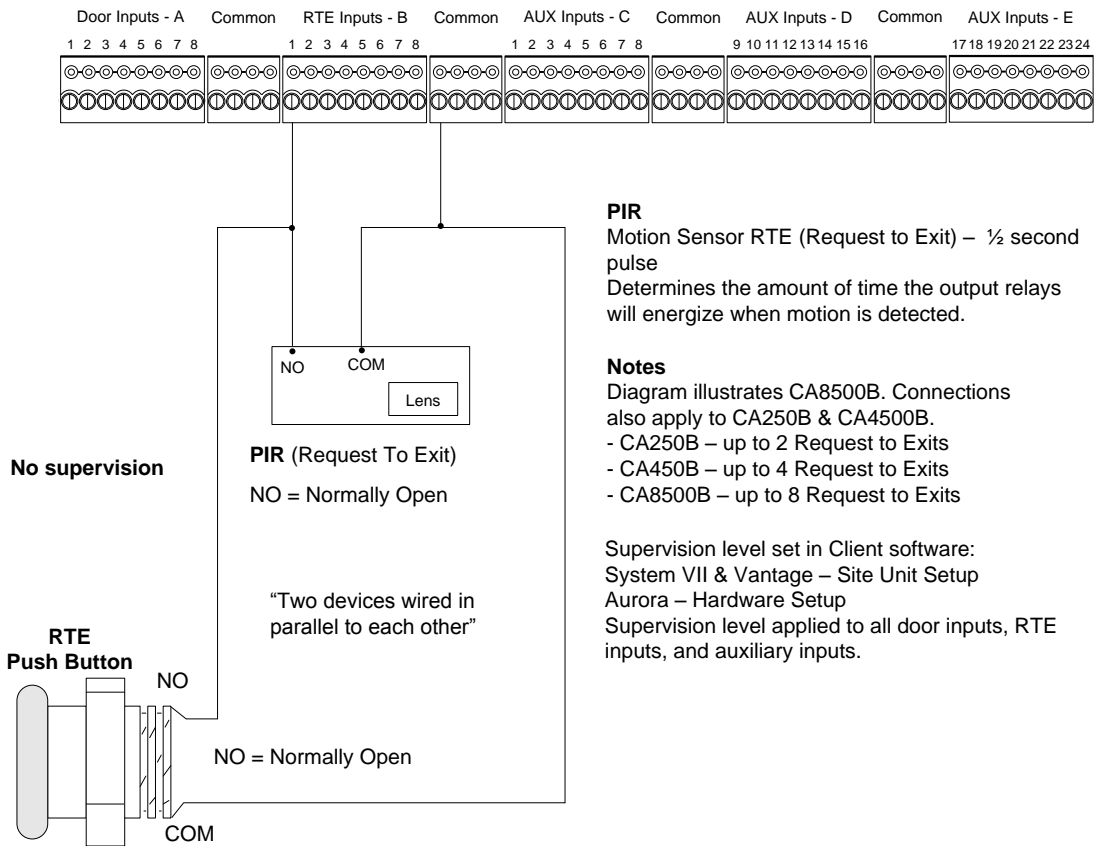 Door Inputs - A Common RTE Inputs - B Common AUX Inputs - C Common AUX Inputs - D Common AUX Inputs - E
1 2 3 4 5 6 7 8 1 2 3 4 5 6 7 8 1 2 3 4 5 6 7 8 9 10 11 12 13 14 15 16 17 18 19 20 21 22 23 24
PIR
Motion Sensor RTE (Request to Exit) – ½ second
pulse
Determines the amount of time the output relays
will energize when motion is detected.
NO COM
Lens
Notes
Diagram illustrates CA8500B. Connections
also apply to CA250B & CA4500B.
- CA250B – up to 2 Request to Exits
- CA450B – up to 4 Request to Exits
- CA8500B – up to 8 Request to Exits
No supervision
PIR (Request To Exit)
NO = Normally Open
Supervision level set in Client software:
System VII & Vantage – Site Unit Setup
Aurora – Hardware Setup
Supervision level applied to all door inputs, RTE
inputs, and auxiliary inputs.
“Two devices wired in
parallel to each other”
RTE
Push Button
NO
NO = Normally Open
COM